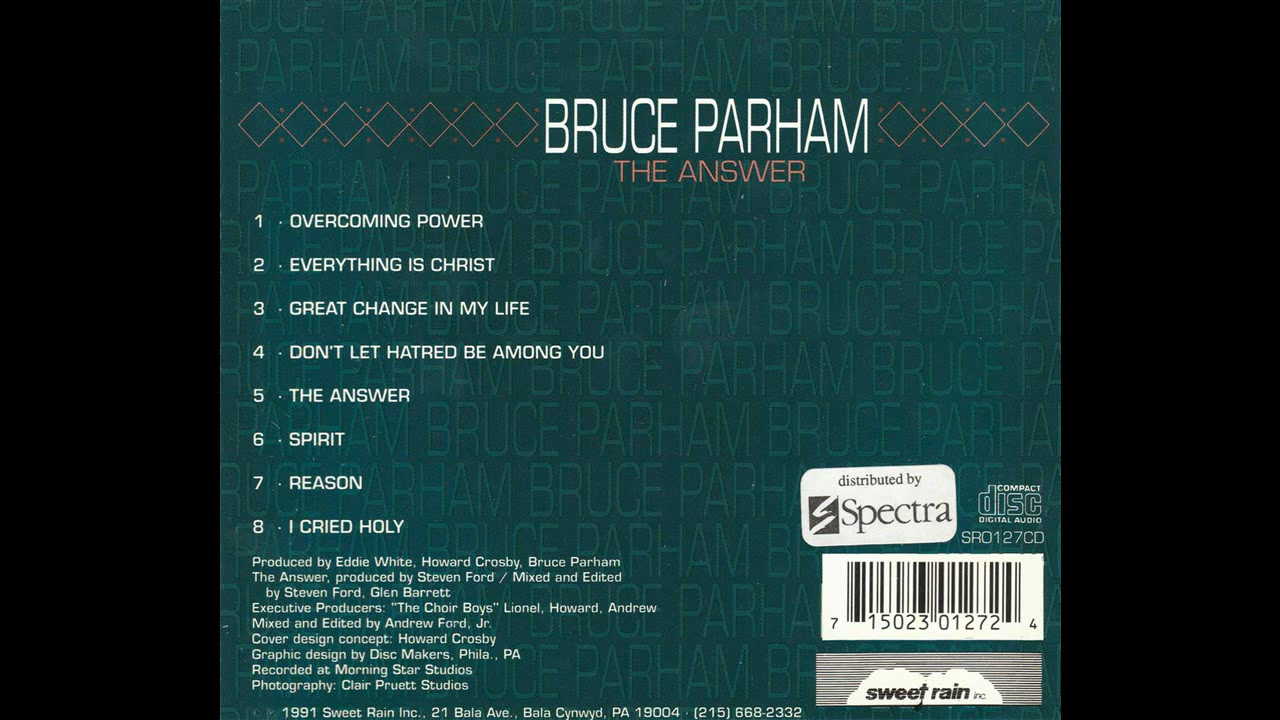 BRUCE PARHAM
THE ANSWER
1 · OVERCOMING POWER
2 · EVERYTHING IS CHRIST
3 · GREAT CHANGE IN MY LIFE
4 · DON'T LET HATRED BE AMONG YOU
5 · THE ANSWER
6 · SPIRIT
7 · REASON
8 · I CRIED HOLY
Produced by Eddie White, Howard Crosby, Bruce Parham
The Answer, produced by Steven Ford / Mixed and Edited
by Steven Ford, Glen Barrett
Executive Producers: "The Choir Boys" Lionel, Howard, Andrew
Mixed and Edited by Andrew Ford, Jr.
Cover design concept: Howard Crosby
Graphic design by Disc Makers, Phila., PA
Recorded at Morning Star Studios
Photography: Clair Pruett Studios
1991 Sweet Rain Inc., 21 Bala Ave., Bala Cynwyd, PA 19004 · (215) 668-2332
distributed by
Spectra
COMPACT
disc
DIGITAL AUDIO
SR0127CD
7 15023 01272 4
sweet rain inc.